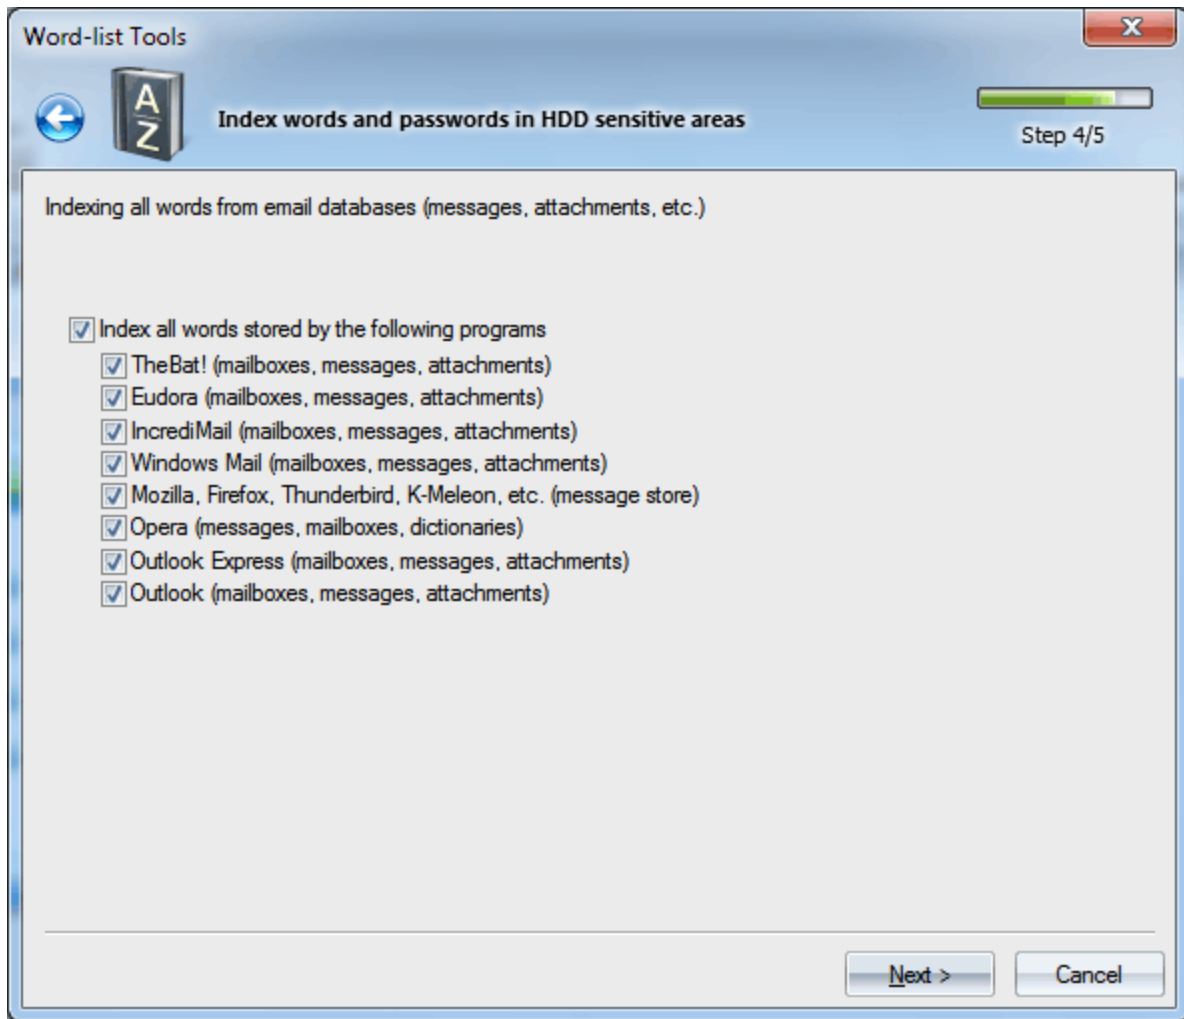 Word-list Tools
X
A
Z
Index words and passwords in HDD sensitive areas
Step 4/5
Indexing all words from email databases (messages, attachments, etc.)
Index all words stored by the following programs
TheBat! (mailboxes, messages, attachments)
Eudora (mailboxes, messages, attachments)
IncrediMail (mailboxes, messages, attachments)
Windows Mail (mailboxes, messages, attachments)
Mozilla, Firefox, Thunderbird, K-Meleon, etc. (message store)
Opera (messages, mailboxes, dictionaries)
Outlook Express (mailboxes, messages, attachments)
Outlook (mailboxes, messages, attachments)
Next > Cancel